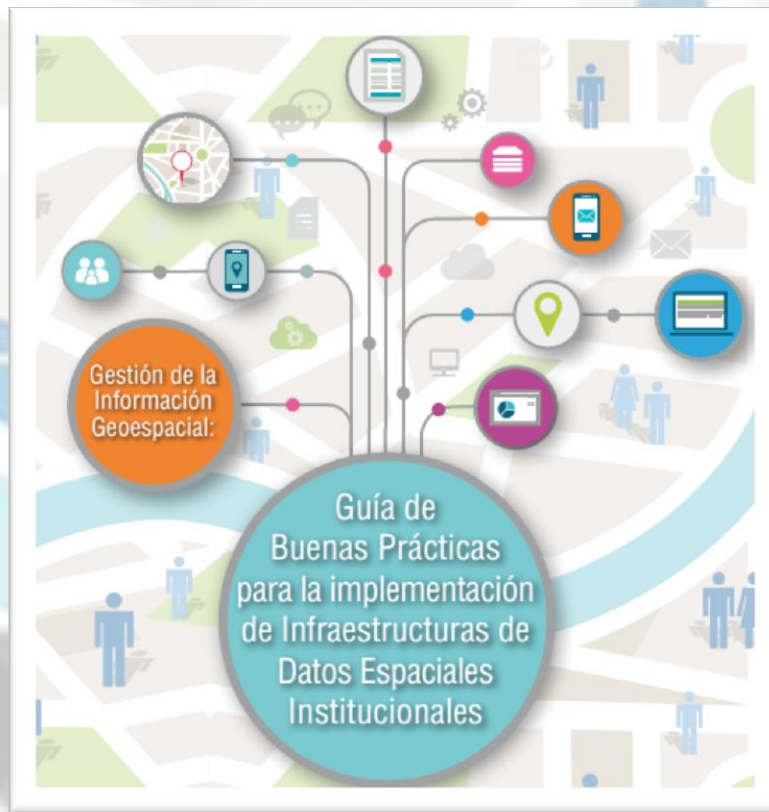 Gestión de la
Información
Geoespacial:
Guía de
Buenas Prácticas
para la implementación
de Infraestructuras de
Datos Espaciales
Institucionales